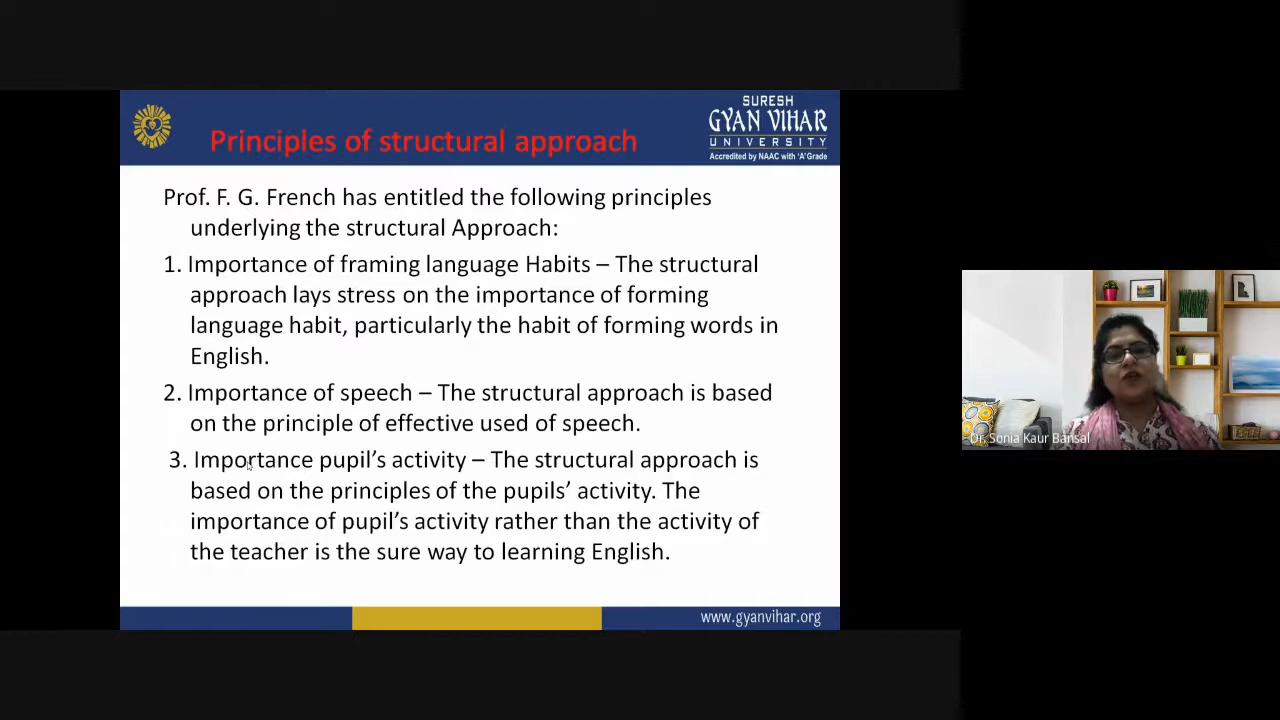 Principles of structural approach
SURESH
GYAN VIHAR
UNIVERSITY
Accredited by NAAC with 'A' Grade
Prof. F. G. French has entitled the following principles
underlying the structural Approach:
1. Importance of framing language Habits – The structural
approach lays stress on the importance of forming
language habit, particularly the habit of forming words in
English.
2. Importance of speech – The structural approach is based
on the principle of effective used of speech.
3. Importance pupil’s activity – The structural approach is
based on the principles of the pupils’ activity. The
importance of pupil’s activity rather than the activity of
the teacher is the sure way to learning English.
www.gyanvihar.org
Dr. Sonia Kaur Bansal